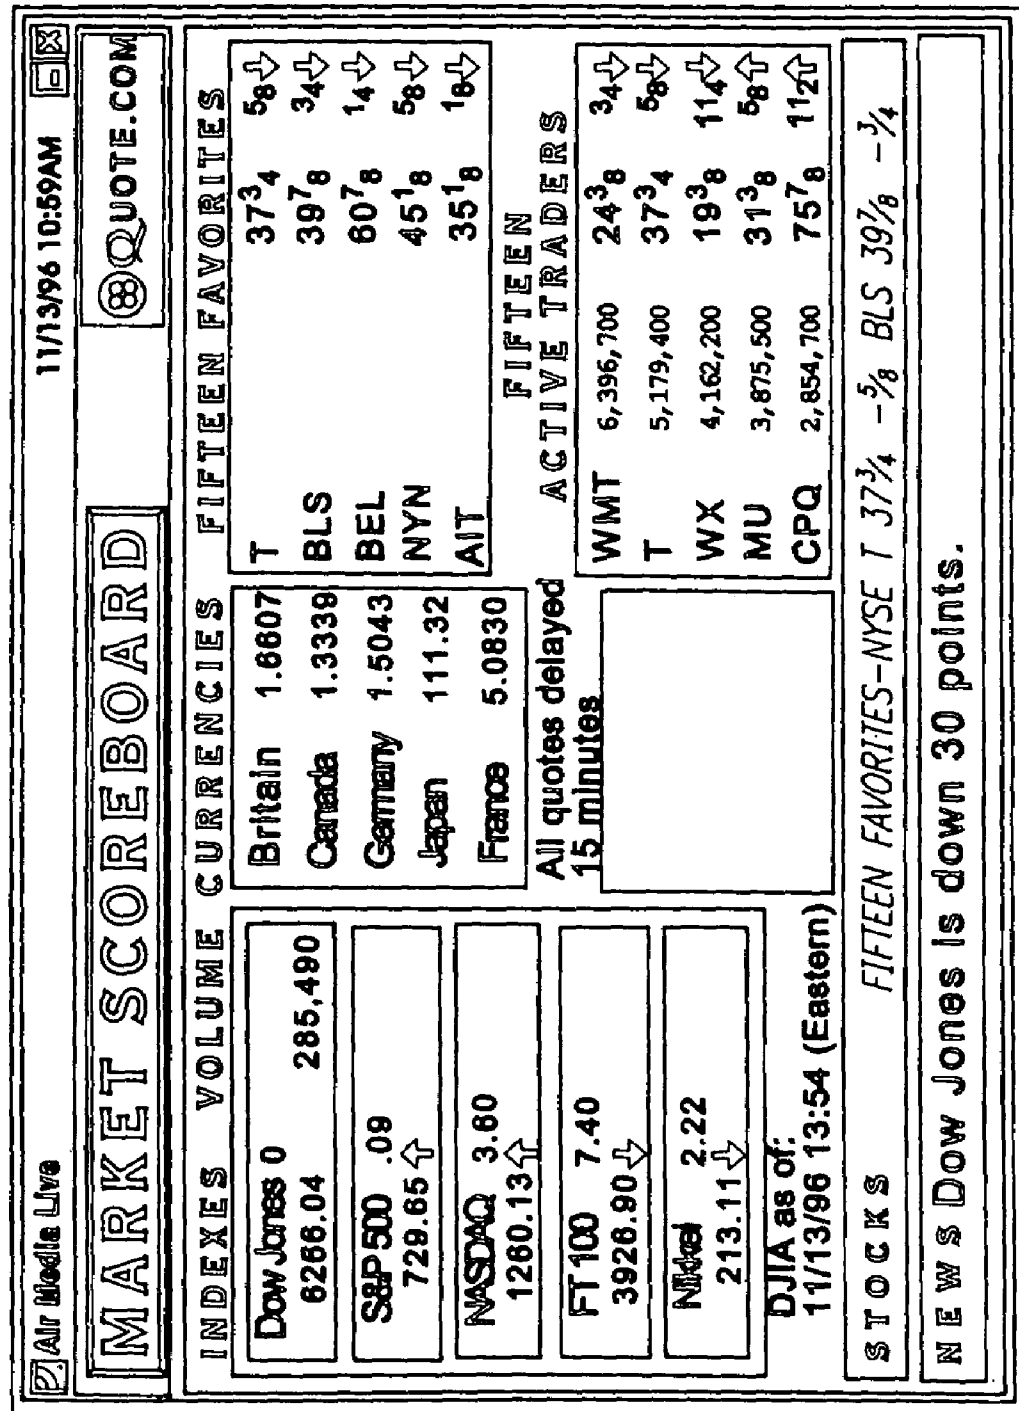 Air Media Live 11/13/96 10:59AM
MARKET SCOREBOARD QUOTE.COM
INDEXES VOLUME CURRENCIES FIFTEEN FAVORITES
Dow Jones 0
6266.04 285,490
S&P 500 .09
729.65
NASDAQ 3.60
1260.13
FT100 7.40
3926.90
Nikkei 2.22
213.11
DJIA as of:
11/13/96 13:54 (Eastern)
Britain 1.6607
Canada 1.3339
Germany 1.5043
Japan 111.32
France 5.0830
All quotes delayed
15 minutes
T 37 3/4 5/8
BLS 39 7/8 3/4
BEL 60 7/8 1/4
NYN 45 1/8 5/8
AIT 35 1/8 1/8
FIFTEEN
ACTIVE TRADERS
WMT 6,396,700 24 3/8 3/4
T 5,179,400 37 3/4 5/8
WX 4,162,200 19 3/8 1 1/4
MU 3,875,500 31 3/8 5/8
CPQ 2,854,700 75 7/8 1 1/2
STOCKS FIFTEEN FAVORITES-NYSE T 37 3/4 -5/8 BLS 39 7/8 -3/4
NEWS Dow Jones is down 30 points.